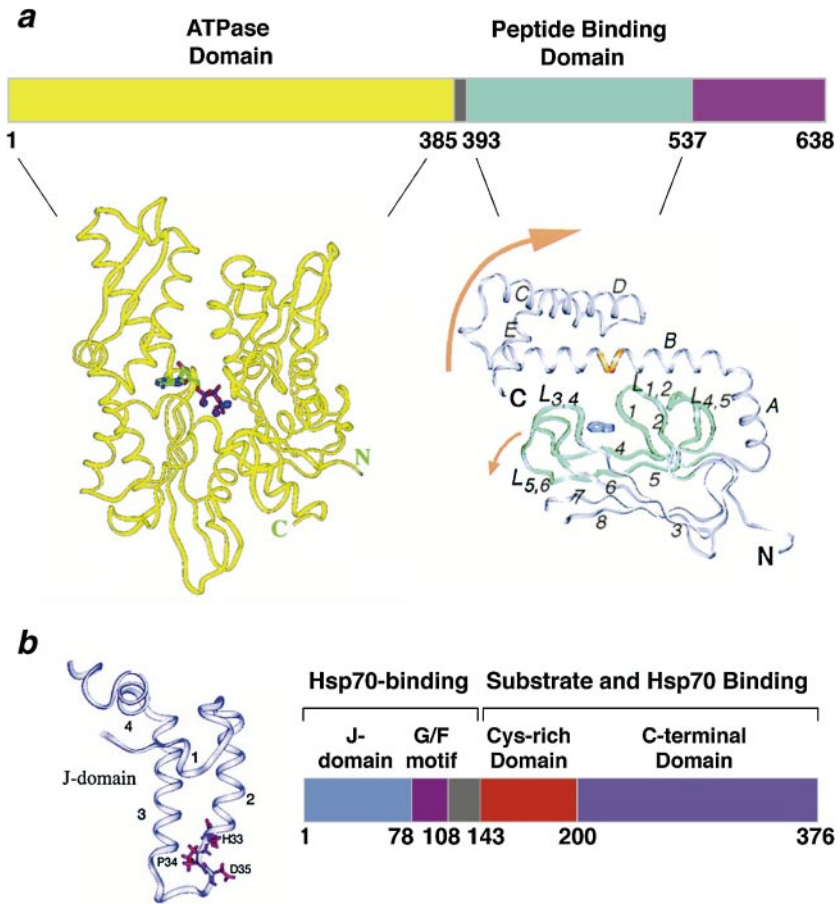 a
ATPase
Domain
Peptide Binding
Domain
1
385 393
537
638
N
C
C
D
E
B
A
C
L3,4
L1,2
L4,5
1
2
4
5
L5,6
6
7
8
3
N
b
4
1
J-domain
3
2
H33
P34
D35
Hsp70-binding
Substrate and Hsp70 Binding
J-
domain
G/F
motif
Cys-rich
Domain
C-terminal
Domain
1
78
108
143
200
376